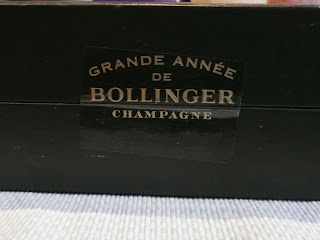 GRANDE ANNÉE
DE
BOLLINGER
CHAMPAGNE